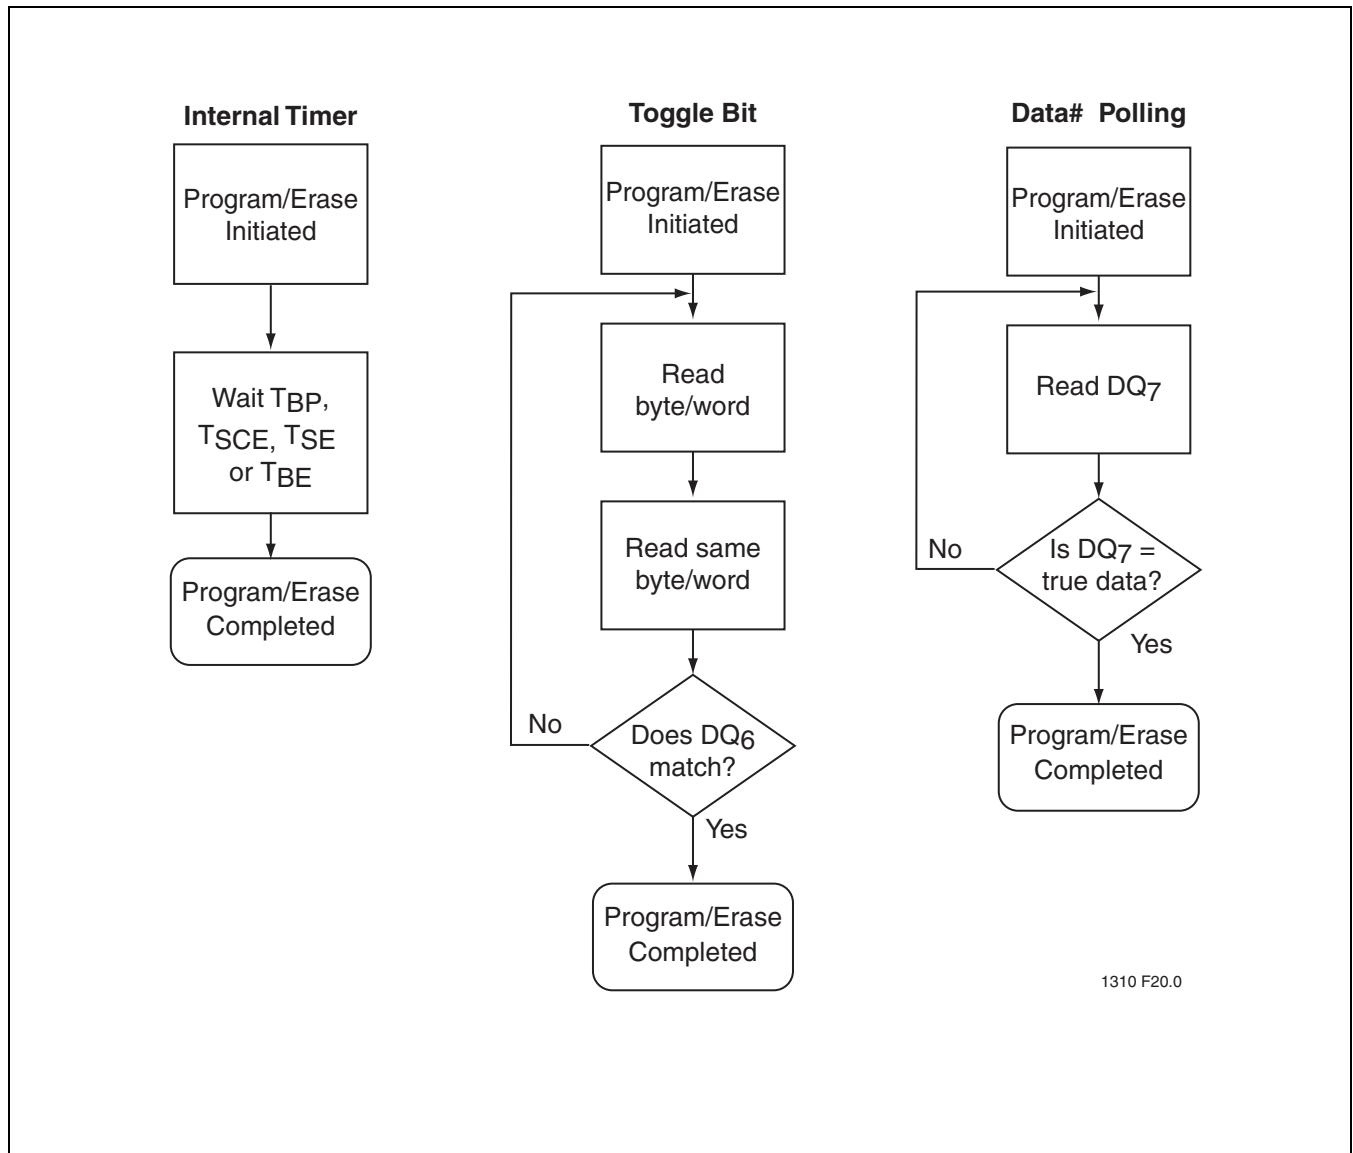 Internal Timer
Program/Erase
Initiated
Wait TBP,
TSCE, TSE
or TBE
Program/Erase
Completed
Toggle Bit
Program/Erase
Initiated
Read
byte/word
Read same
byte/word
Does DQ6
match?
No
Yes
Program/Erase
Completed
Data# Polling
Program/Erase
Initiated
Read DQ7
Is DQ7 =
true data?
No
Yes
Program/Erase
Completed
1310 F20.0